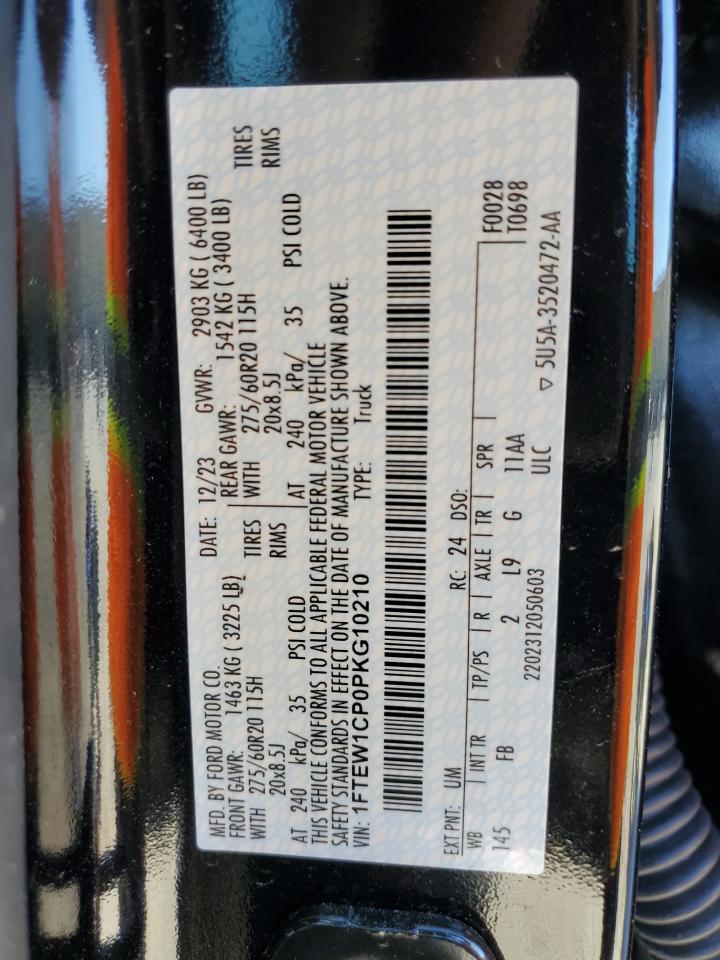 MFD. BY FORD MOTOR CO. DATE: 12/23 GVWR: 2903 KG ( 6400 LB)
FRONT GAWR: 1463 KG ( 3225 LB) REAR GAWR: 1542 KG ( 3400 LB)
WITH 275/60R20 115H TIRES WITH 275/60R20 115H TIRES
20x8.5J RIMS 20x8.5J RIMS
AT 240 kPa/ 35 PSI COLD AT 240 kPa/ 35 PSI COLD
THIS VEHICLE CONFORMS TO ALL APPLICABLE FEDERAL MOTOR VEHICLE
SAFETY STANDARDS IN EFFECT ON THE DATE OF MANUFACTURE SHOWN ABOVE.
VIN: 1FTEW1CP0PKG10210 TYPE: Truck
EXT PNT: UM RC: 24 DSO:
WB INT TR TP/PS R AXLE TR SPR F0028
145 FB 2 L9 G 11AA T0698
2202312050603 ULC ▽ 5U5A-3520472-AA